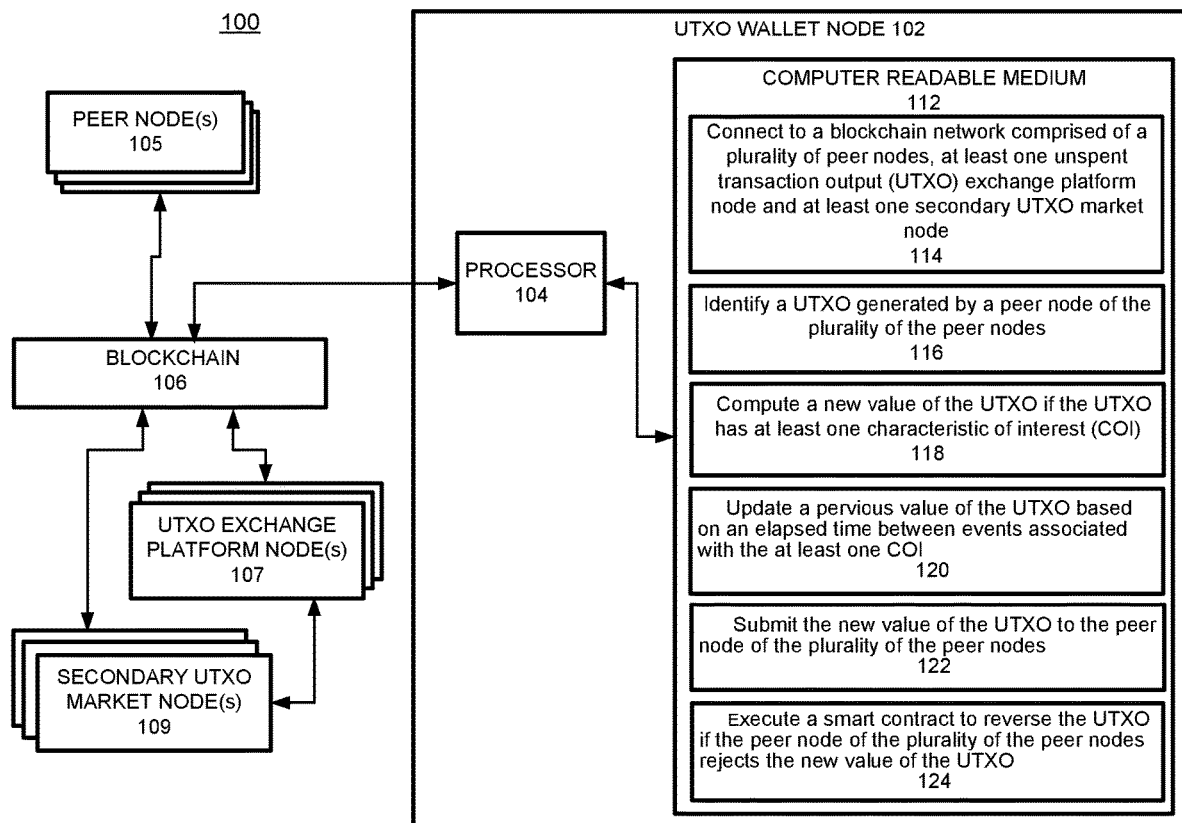 100
PEER NODE(s)
105
BLOCKCHAIN
106
UTXO EXCHANGE
PLATFORM NODE(s)
107
SECONDARY UTXO
MARKET NODE(s)
109
UTXO WALLET NODE 102
PROCESSOR
104
COMPUTER READABLE MEDIUM
112
Connect to a blockchain network comprised of a
plurality of peer nodes, at least one unspent
transaction output (UTXO) exchange platform
node and at least one secondary UTXO market
node
114
Identify a UTXO generated by a peer node of the
plurality of the peer nodes
116
Compute a new value of the UTXO if the UTXO
has at least one characteristic of interest (COI)
118
Update a pervious value of the UTXO based
on an elapsed time between events associated
with the at least one COI
120
Submit the new value of the UTXO to the peer
node of the plurality of the peer nodes
122
Execute a smart contract to reverse the UTXO
if the peer node of the plurality of the peer nodes
rejects the new value of the UTXO
124